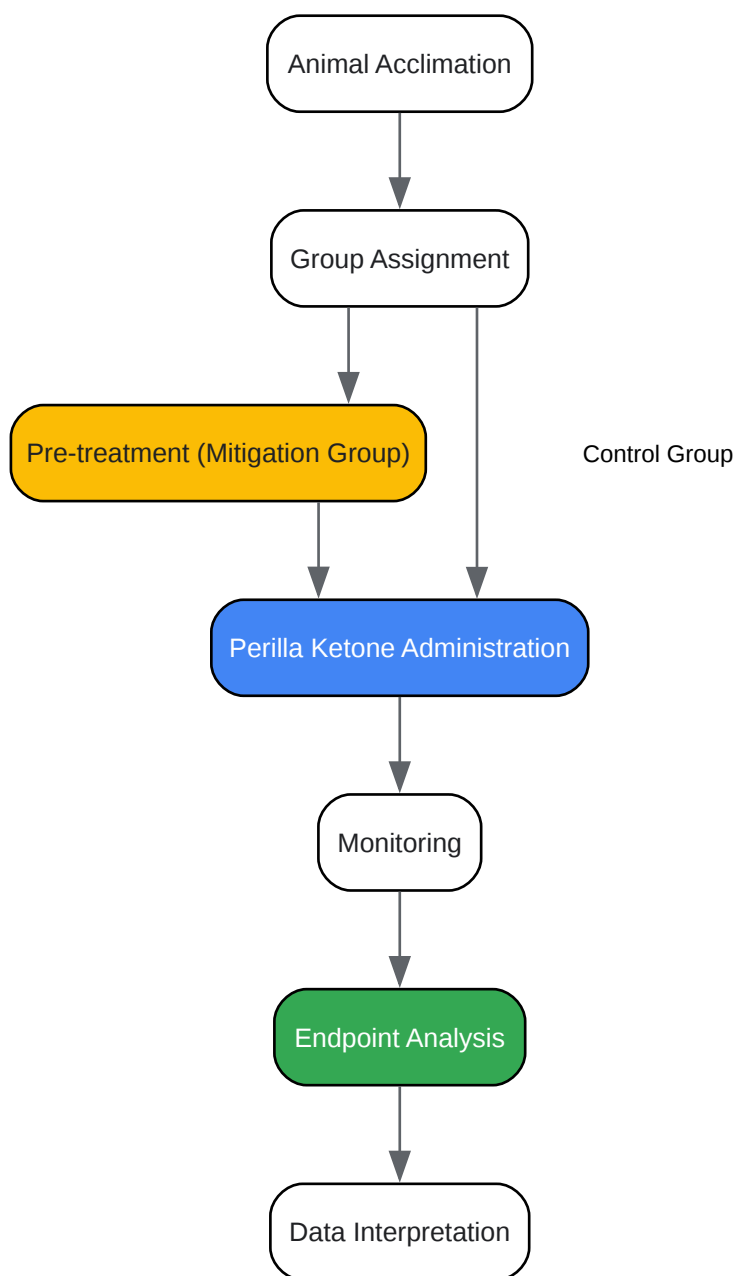 Animal Acclimation
Group Assignment
Pre-treatment (Mitigation Group)
Control Group
Perilla Ketone Administration
Monitoring
Endpoint Analysis
Data Interpretation